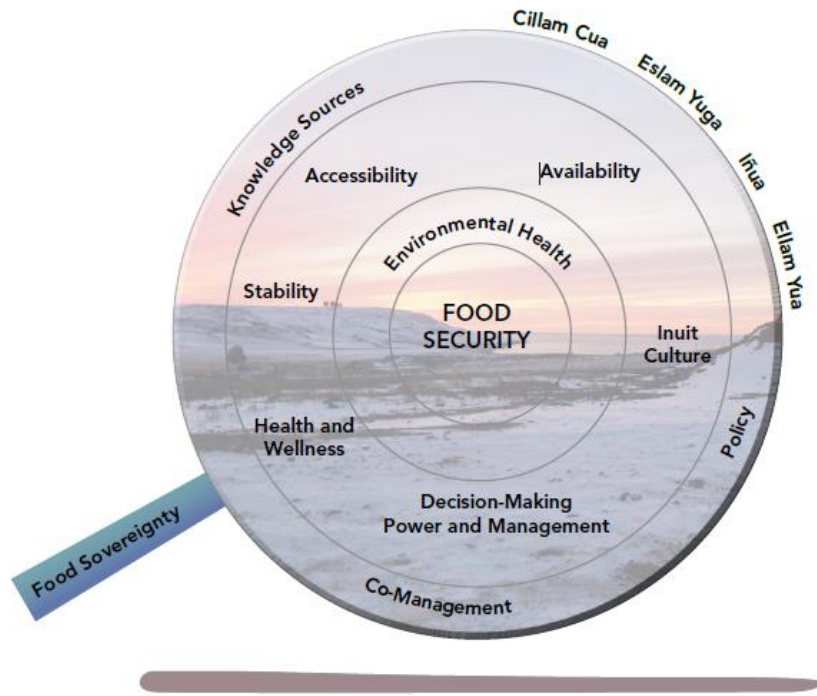 Cillam Cua
Eslam Yuga
Iñua
Ellam Yua
Knowledge Sources
Accessibility
Availability
Environmental Health
Stability
FOOD
SECURITY
Inuit
Culture
Health and
Wellness
Policy
Decision-Making
Power and Management
Food Sovereignty
Co-Management